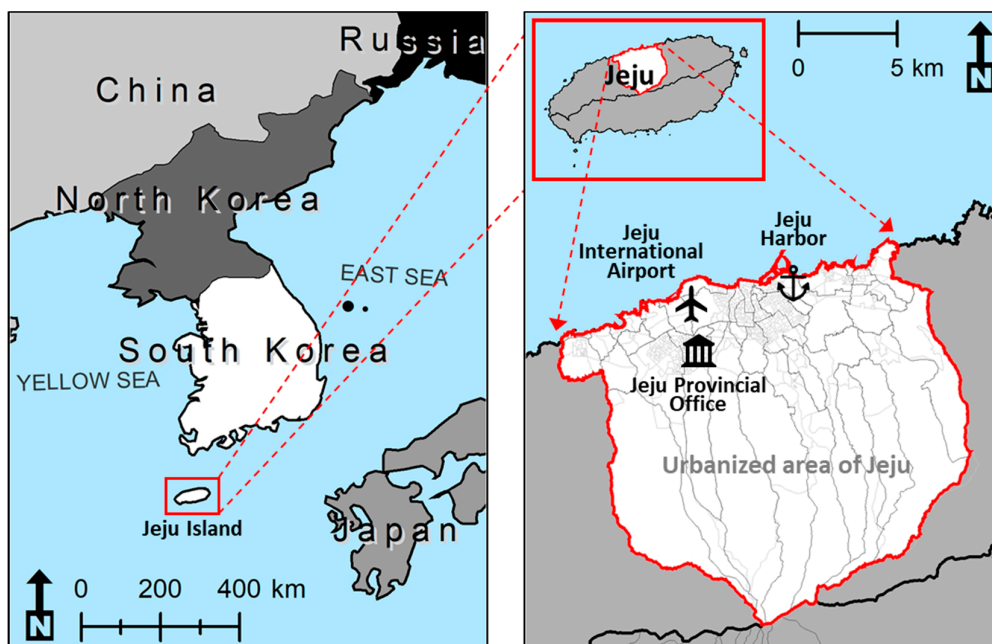 Russia
China
North Korea
EAST SEA
South Korea
YELLOW SEA
Jeju Island
Japan
N
0 200 400 km
Jeju
0 5 km
N
Jeju
International
Airport
Jeju
Harbor
Jeju Provincial
Office
Urbanized area of Jeju